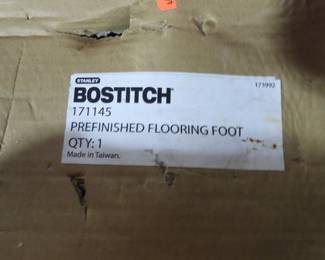 STANLEY
173992
BOSTITCH
171145
PREFINISHED FLOORING FOOT
QTY: 1
Made in Taiwan.